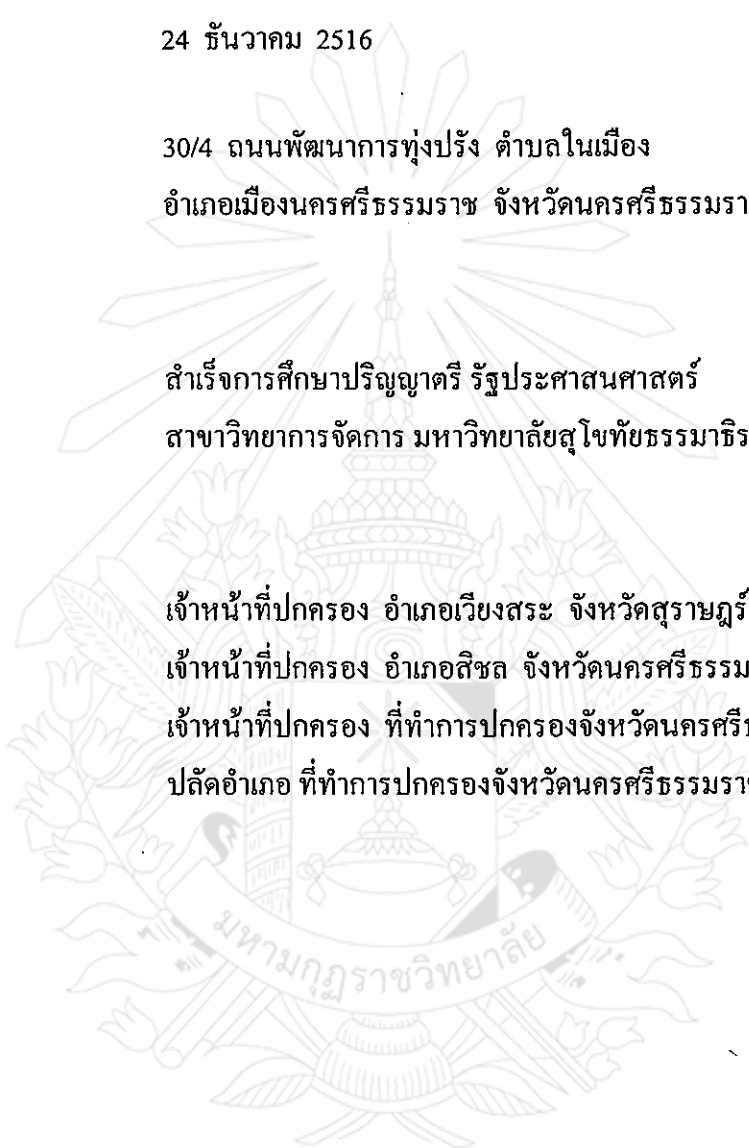 24 ธันวาคม 2516
30/4 ถนนพัฒนาการทุ่งปรัง ตำบลในเมือง
อำเภอเมืองนครศรีธรรมราช จังหวัดนครศรีธรรมรา
สำเร็จการศึกษาปริญญาตรี รัฐประศาสนศาสตร์
สาขาวิทยาการจัดการ มหาวิทยาลัยสุโขทัยธรรมาธิรา
เจ้าหน้าที่ปกครอง อำเภอเวียงสระ จังหวัดสุราษฎร์
เจ้าหน้าที่ปกครอง อำเภอสิชล จังหวัดนครศรีธรรม
เจ้าหน้าที่ปกครอง ที่ทำการปกครองจังหวัดนครศรีธ
ปลัดอำเภอ ที่ทำการปกครองจังหวัดนครศรีธรรมราช
มหามกุฏราชวิทยาลัย